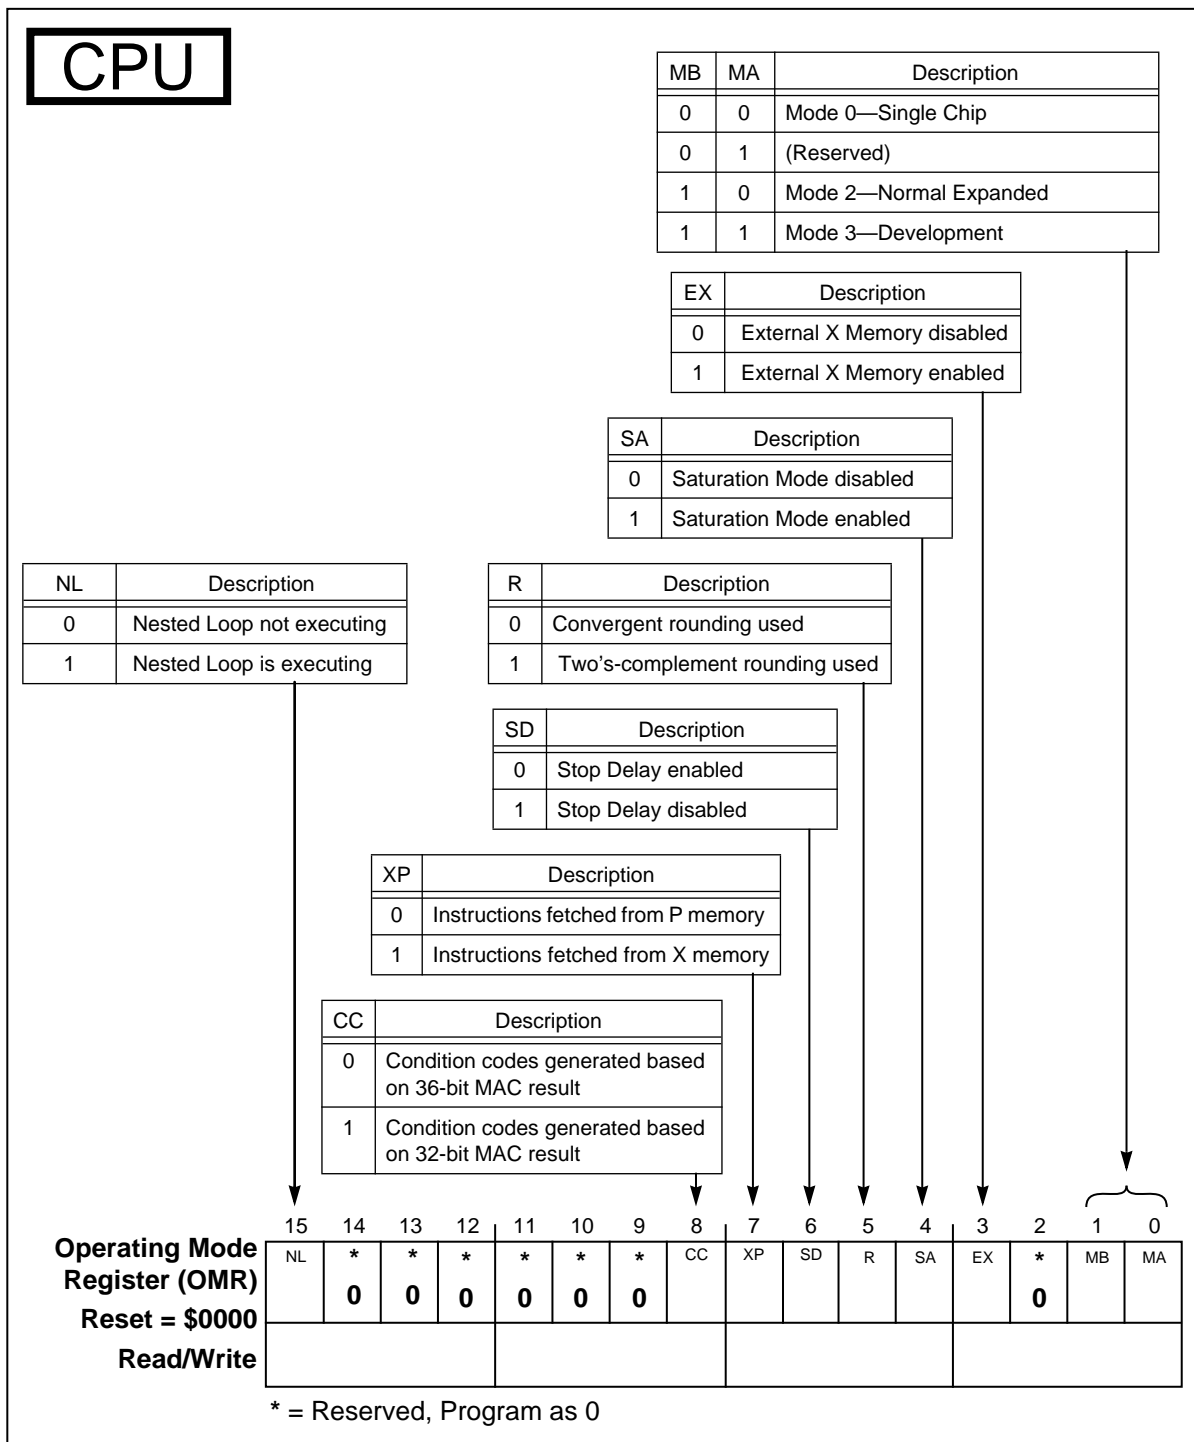 CPU
MB MA Description
0 0 Mode 0—Single Chip
0 1 (Reserved)
1 0 Mode 2—Normal Expanded
1 1 Mode 3—Development
EX Description
0 External X Memory disabled
1 External X Memory enabled
SA Description
0 Saturation Mode disabled
1 Saturation Mode enabled
NL Description
0 Nested Loop not executing
1 Nested Loop is executing
R Description
0 Convergent rounding used
1 Two's-complement rounding used
SD Description
0 Stop Delay enabled
1 Stop Delay disabled
XP Description
0 Instructions fetched from P memory
1 Instructions fetched from X memory
CC Description
0 Condition codes generated based
on 36-bit MAC result
1 Condition codes generated based
on 32-bit MAC result
15 14 13 12 11 10 9 8 7 6 5 4 3 2 1 0
Operating Mode
Register (OMR)
Reset = $0000
Read/Write
NL * * * * * * CC XP SD R SA EX * MB MA
0 0 0 0 0 0 0
* = Reserved, Program as 0